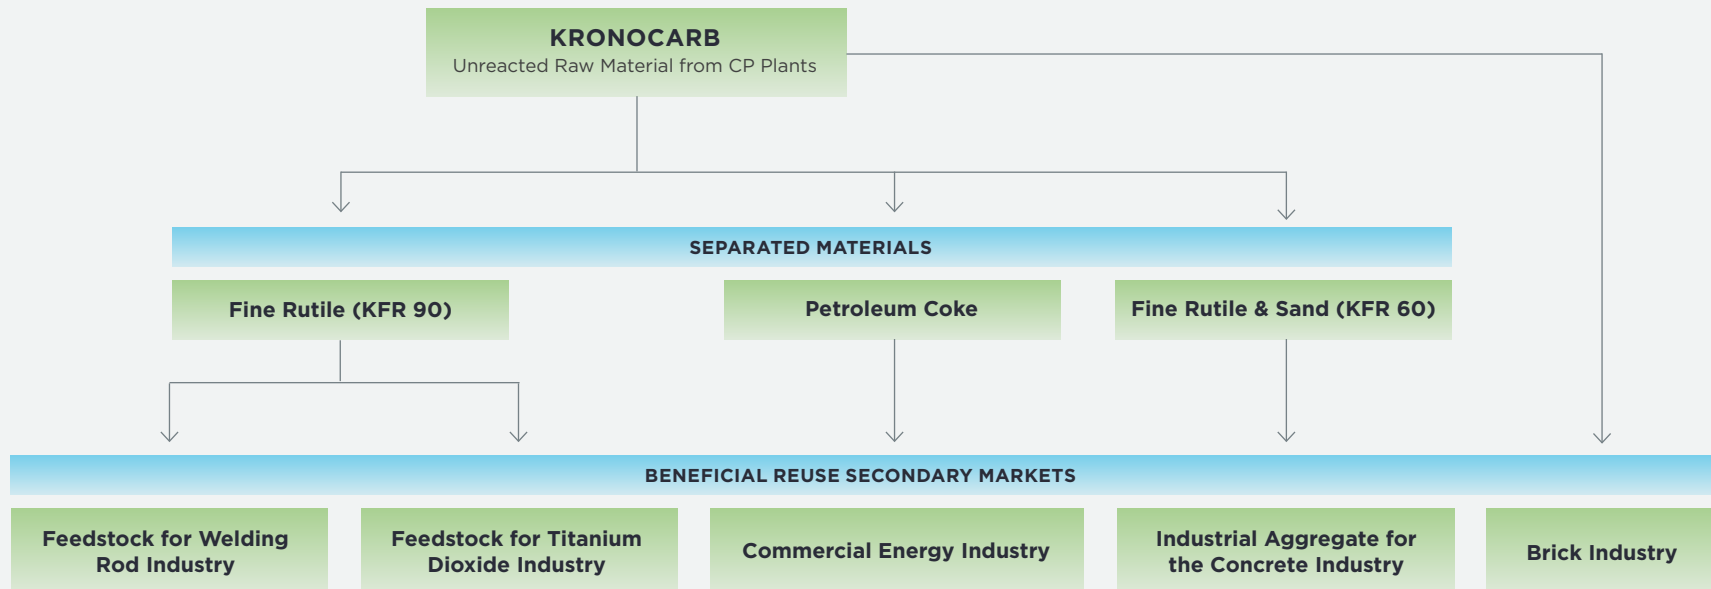 KRONOCARB
Unreacted Raw Material from CP Plants
SEPARATED MATERIALS
Fine Rutile (KFR 90)
Petroleum Coke
Fine Rutile & Sand (KFR 60)
BENEFICIAL REUSE SECONDARY MARKETS
Feedstock for Welding
Rod Industry
Feedstock for Titanium
Dioxide Industry
Commercial Energy Industry
Industrial Aggregate for
the Concrete Industry
Brick Industry